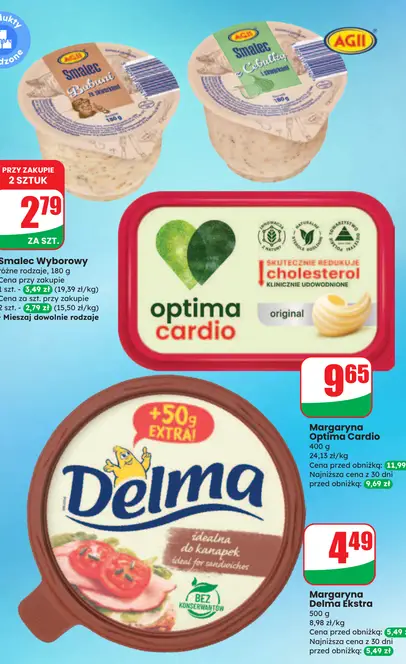 dukty
dzone
AGII
Smalec
Babuni
ze skwarkami
180 g
AGII
Smalec
z cebulką
i skwarkami
180 g
PRZY ZAKUPIE
2 SZTUK
2 79
ZA SZT.
Smalec Wyborowy
różne rodzaje, 180 g
Cena przy zakupie
1 szt. - 3,49 zł (19,39 zł/kg)
Cena za szt. przy zakupie
2 szt. - 2,79 zł (15,50 zł/kg)
• Mieszaj dowolnie rodzaje
SKUTECZNIE REDUKUJE
cholesterol
KLINICZNIE UDOWODNIONE
optima
cardio
original
9 65
Margaryna
Optima Cardio
400 g
24,13 zł/kg
Cena przed obniżką: 11,99
Najniższa cena z 30 dni
przed obniżką: 9,69 zł
+50g
EXTRA!
Delma
idealna
do kanapek
ideal for sandwiches
BEZ
KONSERWANTÓW
4 49
Margaryna
Delma Ekstra
500 g
8,98 zł/kg
Cena przed obniżką: 5,49
Najniższa cena z 30 dni
przed obniżką: 5,49 zł